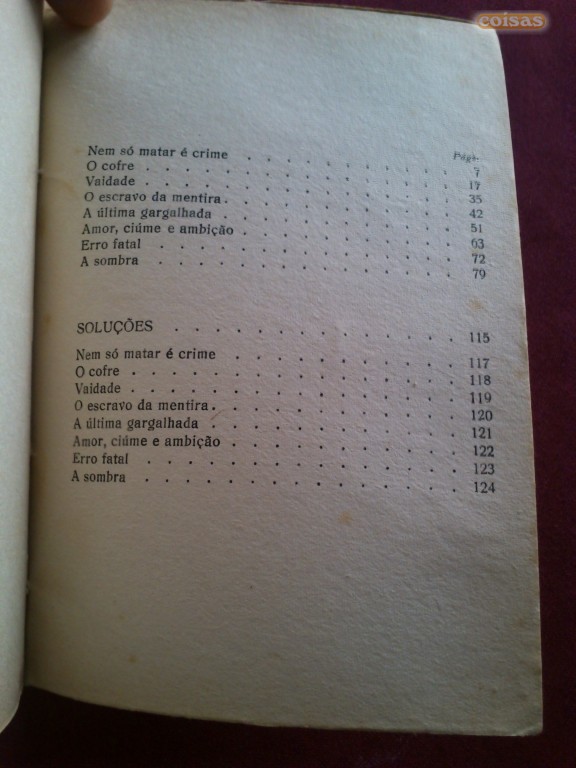 coisas
Pág.
Nem só matar é crime . . . . . . . . . 7
O cofre . . . . . . . . . . . . 17
Vaidade . . . . . . . . . . . . 35
O escravo da mentira . . . . . . . . . . 42
A última gargalhada . . . . . . . . . . 51
Amor, ciúme e ambição . . . . . . . . . 63
Erro fatal . . . . . . . . . . . . 72
A sombra . . . . . . . . . . . . 79
SOLUÇÕES . . . . . . . . . . . 115
Nem só matar é crime . . . . . . . . . 117
O cofre . . . . . . . . . . . . 118
Vaidade . . . . . . . . . . . . 119
O escravo da mentira . . . . . . . . . . 120
A última gargalhada . . . . . . . . . . 121
Amor, ciúme e ambição . . . . . . . . . 122
Erro fatal . . . . . . . . . . . . 123
A sombra . . . . . . . . . . . . 124